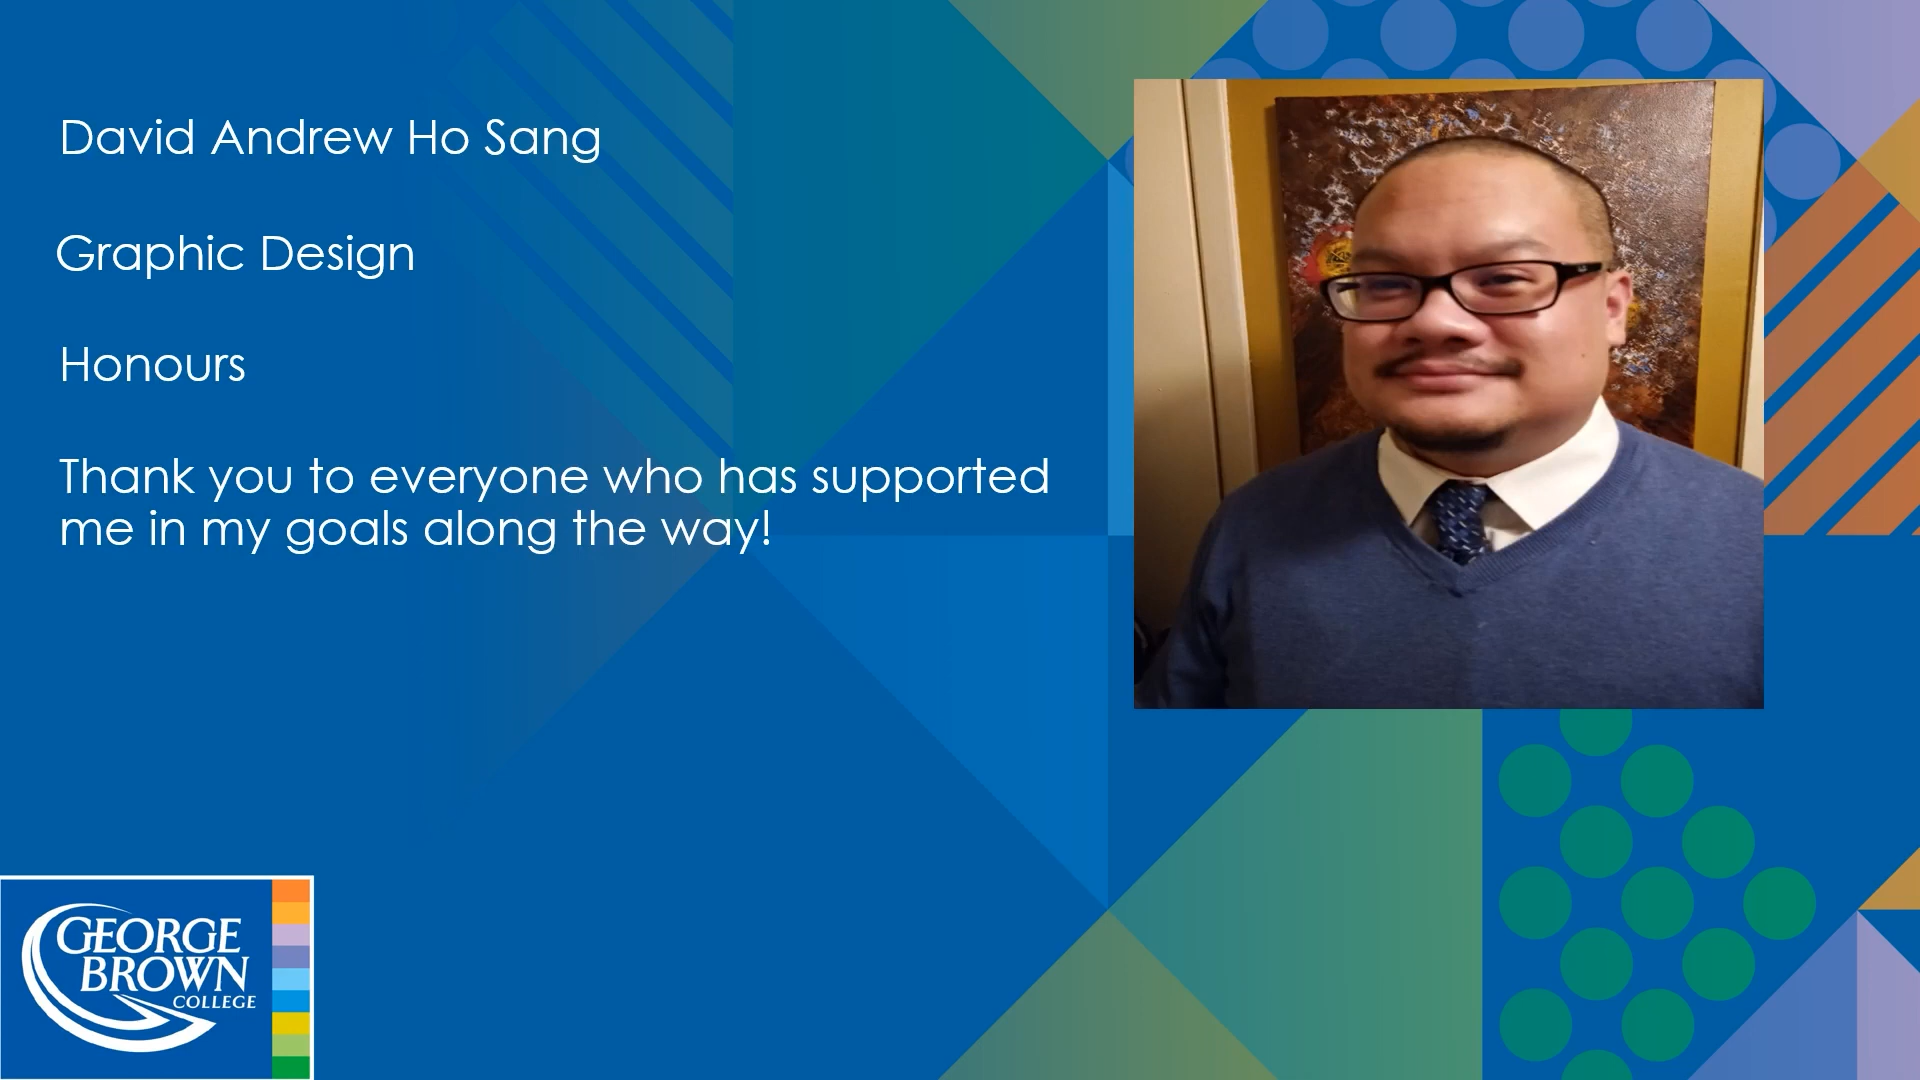 David Andrew Ho Sang
Graphic Design
Honours
Thank you to everyone who has supported
me in my goals along the way!
GEORGE
BROWN
COLLEGE